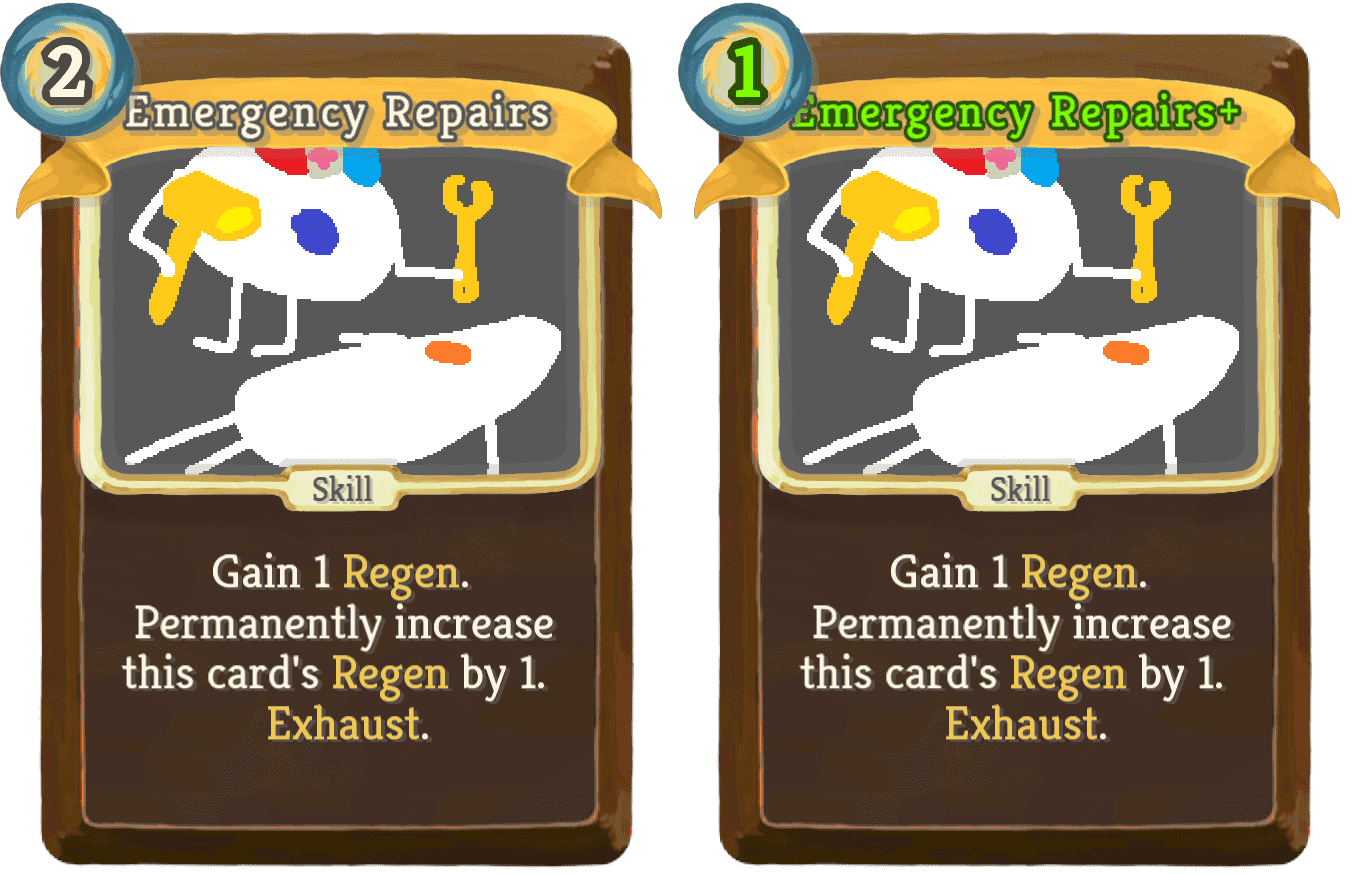 2
Emergency Repairs
Skill
Gain 1 Regen.
Permanently increase
this card's Regen by 1.
Exhaust.
1
Emergency Repairs+
Skill
Gain 1 Regen.
Permanently increase
this card's Regen by 1.
Exhaust.